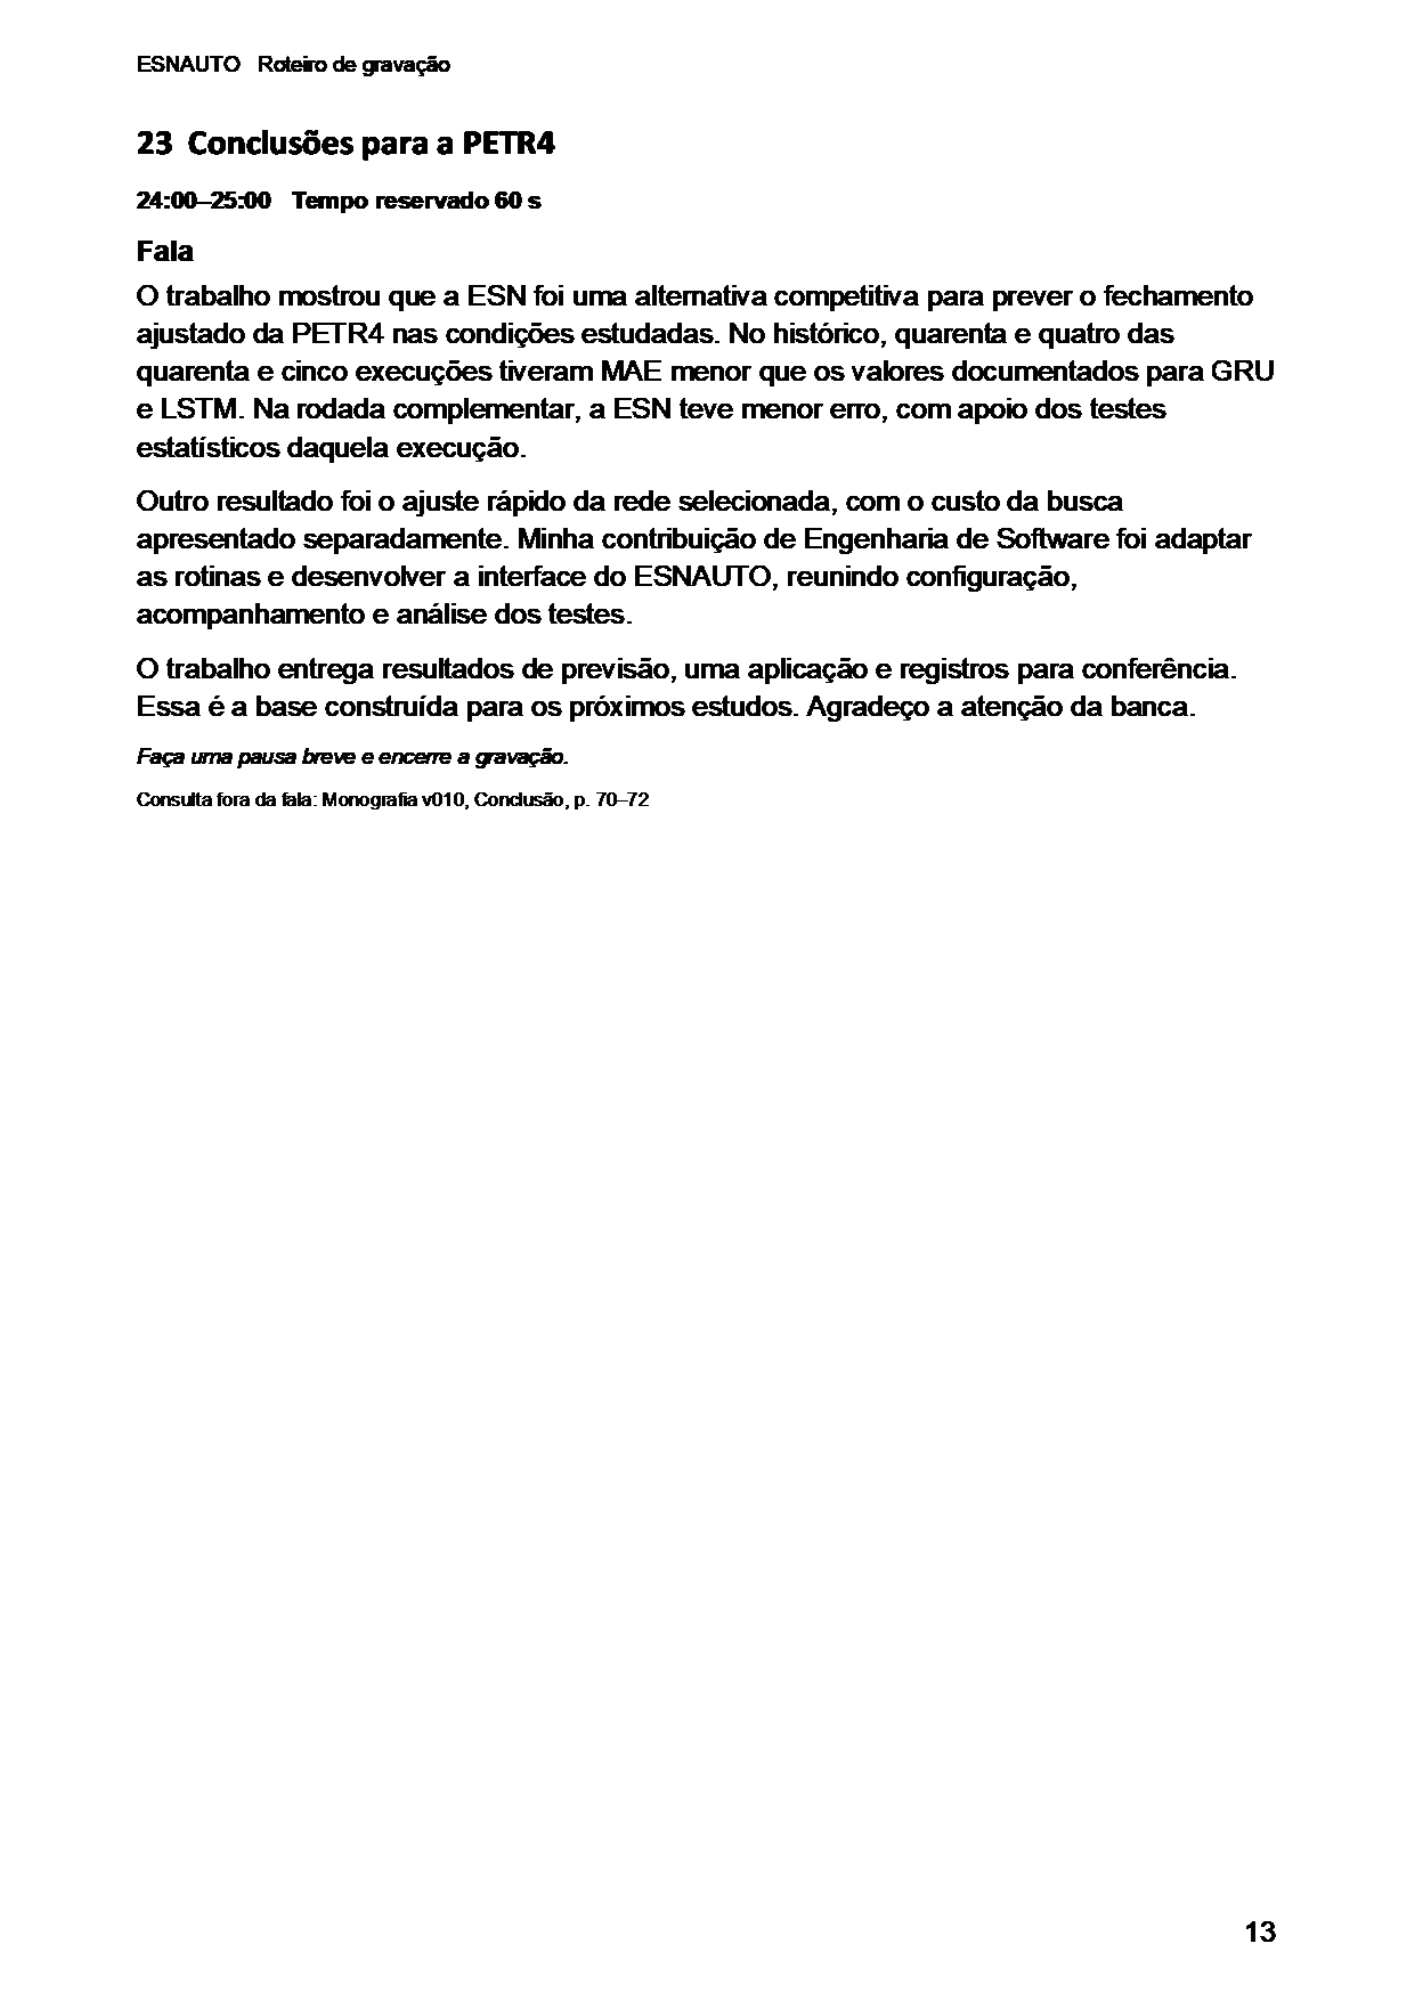 ESNAUTO Roteiro de gravação
23 Conclusões para a PETR4
24:00–25:00 Tempo reservado 60 s
Fala
O trabalho mostrou que a ESN foi uma alternativa competitiva para prever o fechamento
ajustado da PETR4 nas condições estudadas. No histórico, quarenta e quatro das
quarenta e cinco execuções tiveram MAE menor que os valores documentados para GRU
e LSTM. Na rodada complementar, a ESN teve menor erro, com apoio dos testes
estatísticos daquela execução.
Outro resultado foi o ajuste rápido da rede selecionada, com o custo da busca
apresentado separadamente. Minha contribuição de Engenharia de Software foi adaptar
as rotinas e desenvolver a interface do ESNAUTO, reunindo configuração,
acompanhamento e análise dos testes.
O trabalho entrega resultados de previsão, uma aplicação e registros para conferência.
Essa é a base construída para os próximos estudos. Agradeço a atenção da banca.
Faça uma pausa breve e encerre a gravação.
Consulta fora da fala: Monografia v010, Conclusão, p. 70–72
13